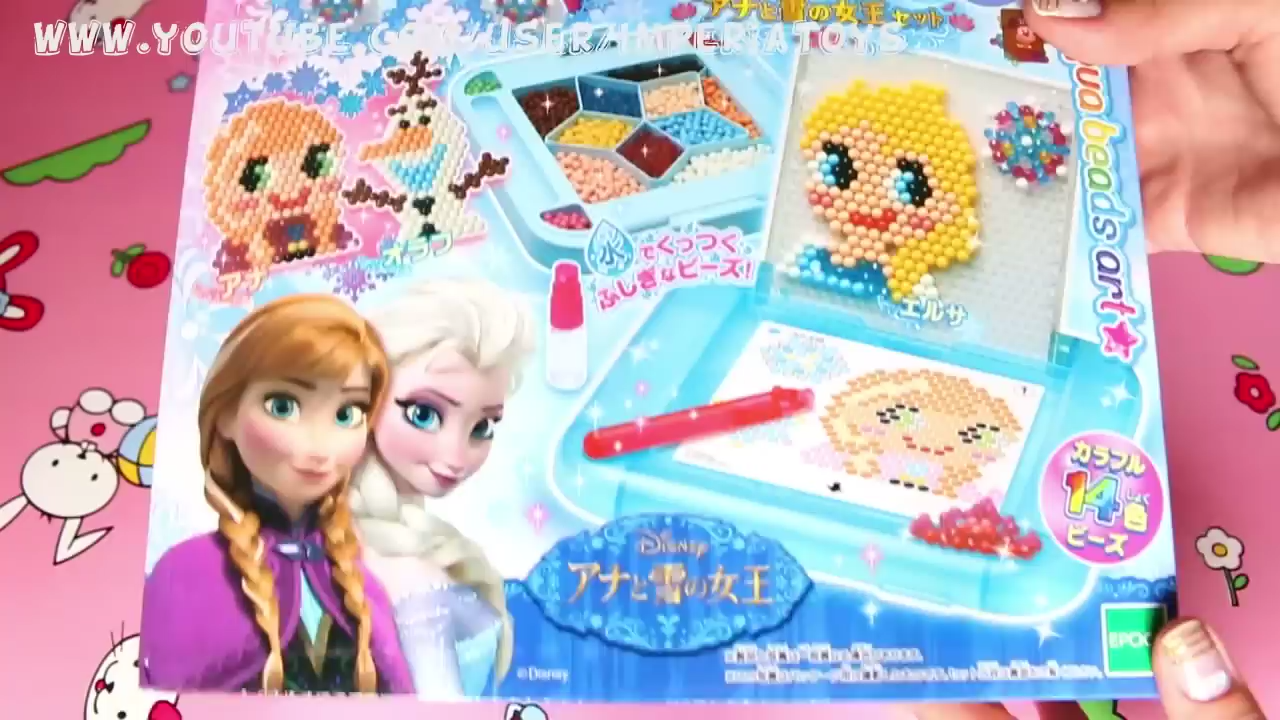 WWW.YOUTUBE.COM/USER/IMPERIATOYS
アナと雪の女王セット
aqua beads art★
アナ
オラフ
水でくっつく
ふしぎなビーズ!
エルサ
カラフル
14色
しょく
ビーズ
Disney
アナと雪の女王
©Disney
EPOCH